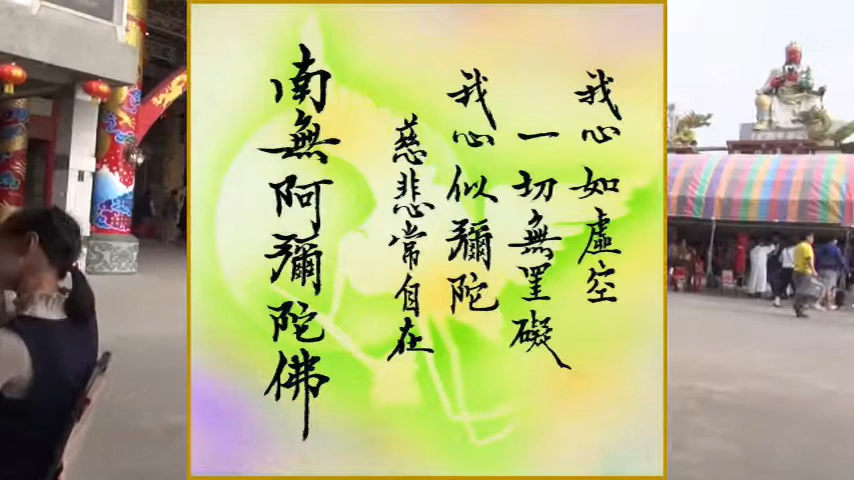 我心如虛空
一切無罣礙
我心似彌陀
慈悲常自在
南無阿彌陀佛